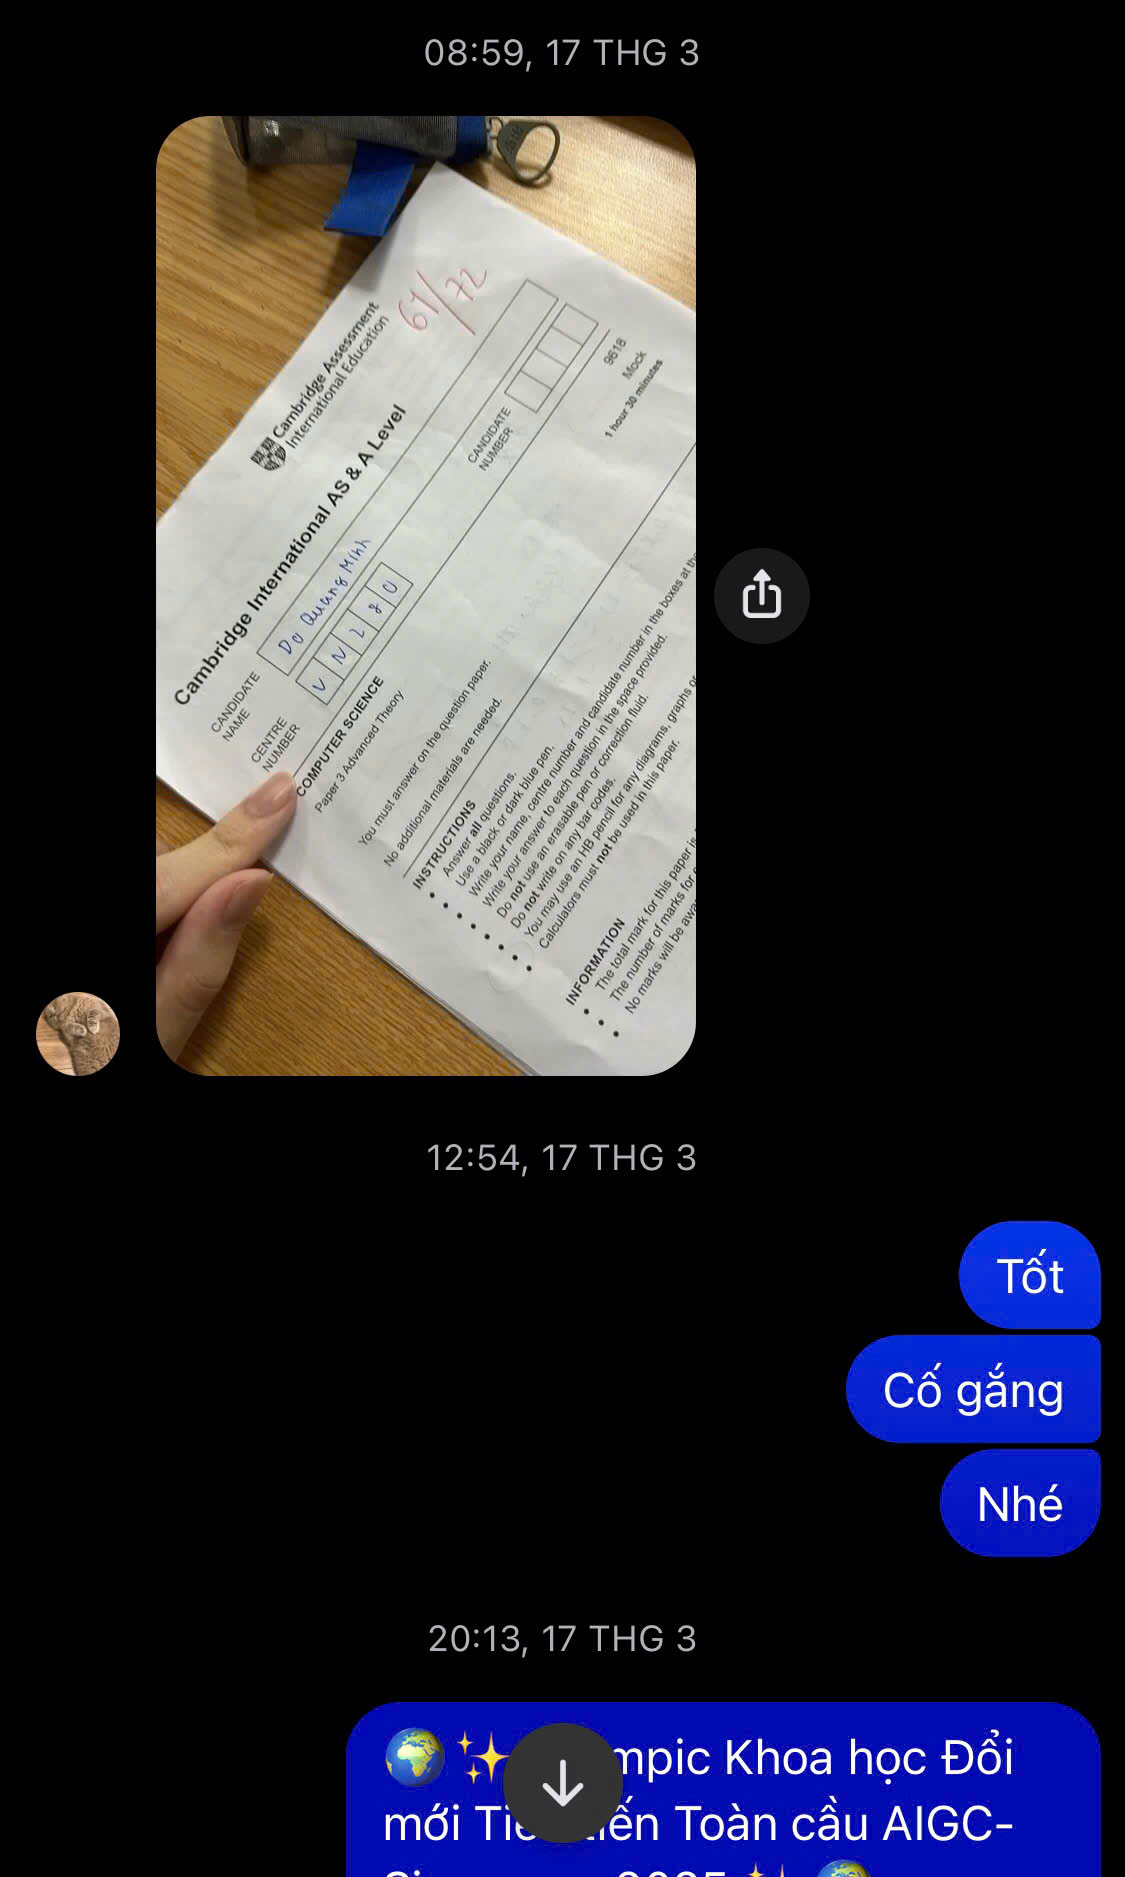 08:59, 17 THG 3
61/72
Cambridge Assessment
International Education
Cambridge International AS & A Level
CANDIDATE
NAME
Do Quang Minh
CENTRE
NUMBER
V N 2 8 0
CANDIDATE
NUMBER
COMPUTER SCIENCE
9618
Paper 3 Advanced Theory
Mock
1 hour 30 minutes
You must answer on the question paper.
No additional materials are needed.
INSTRUCTIONS
• Answer all questions.
• Use a black or dark blue pen.
• Write your name, centre number and candidate number in the boxes at the
• Write your answer to each question in the space provided.
• Do not use an erasable pen or correction fluid.
• Do not write on any bar codes.
• You may use an HB pencil for any diagrams, graphs or
• Calculators must not be used in this paper.
INFORMATION
• The total mark for this paper is
• The number of marks for
• No marks will be
12:54, 17 THG 3
Tốt
Cố gắng
Nhé
20:13, 17 THG 3
🌍✨ Khoa học Đổi
mới Toàn cầu AIGC-